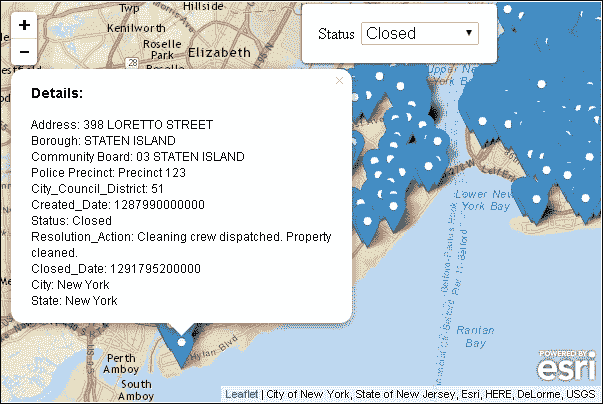 Twp
Hillside
Kenilworth
Roselle
Park
Elizabeth
Roselle
28
+
−
Status Closed
×
Details:
Address: 398 LORETTO STREET
Borough: STATEN ISLAND
Community Board: 03 STATEN ISLAND
Police Precinct: Precinct 123
City_Council_District: 51
Created_Date: 1287990000000
Status: Closed
Resolution_Action: Cleaning crew dispatched. Property
cleaned.
Closed_Date: 1291795200000
City: New York
State: New York
Upper New
York Bay
Lower New
York Bay
Raritan
Bay
Hylan Blvd
Perth
Amboy
South
Amboy
POWERED BY
esri
Leaflet | City of New York, State of New Jersey, Esri, HERE, DeLorme, USGS